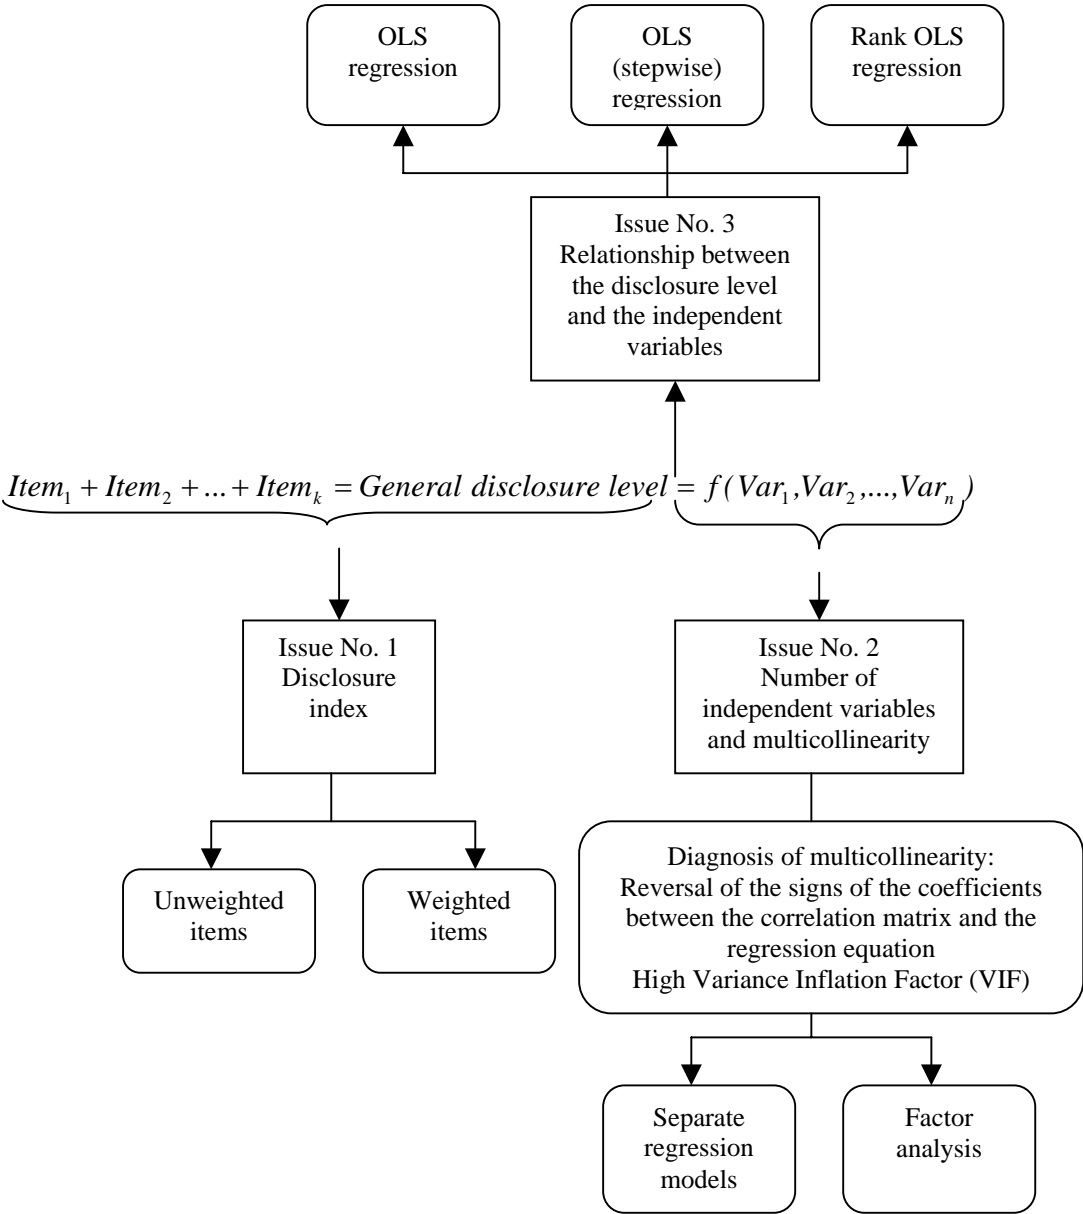 OLS
regression
OLS
(stepwise)
regression
Rank OLS
regression
Issue No. 3
Relationship between
the disclosure level
and the independent
variables
Item₁ + Item₂ + ... + Itemₖ = General disclosure level = f(Var₁,Var₂,...,Varₙ)
Issue No. 1
Disclosure
index
Issue No. 2
Number of
independent variables
and multicollinearity
Unweighted
items
Weighted
items
Diagnosis of multicollinearity:
Reversal of the signs of the coefficients
between the correlation matrix and the
regression equation
High Variance Inflation Factor (VIF)
Separate
regression
models
Factor
analysis